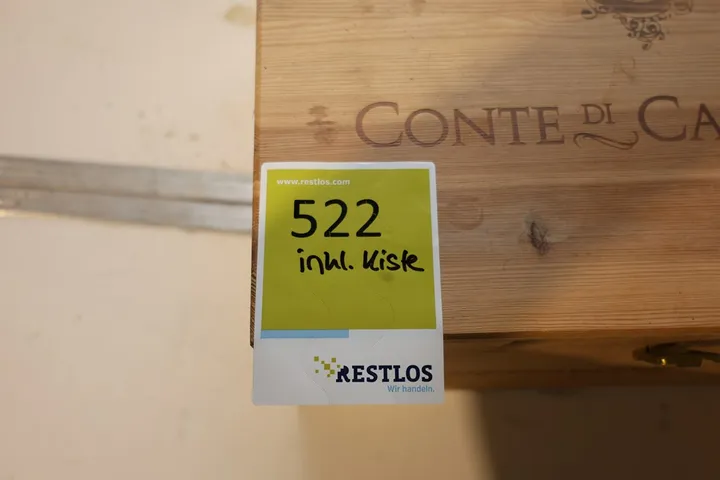 CONTE DI CA
www.restlos.com
522
inkl. Kiste
RESTLOS
Wir handeln.